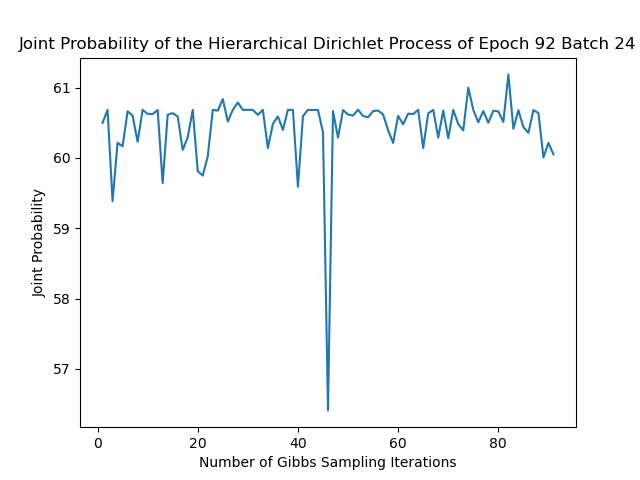 Joint Probability of the Hierarchical Dirichlet Process of Epoch 92 Batch 24
61
60
59
58
57
Joint Probability
0 20 40 60 80
Number of Gibbs Sampling Iterations